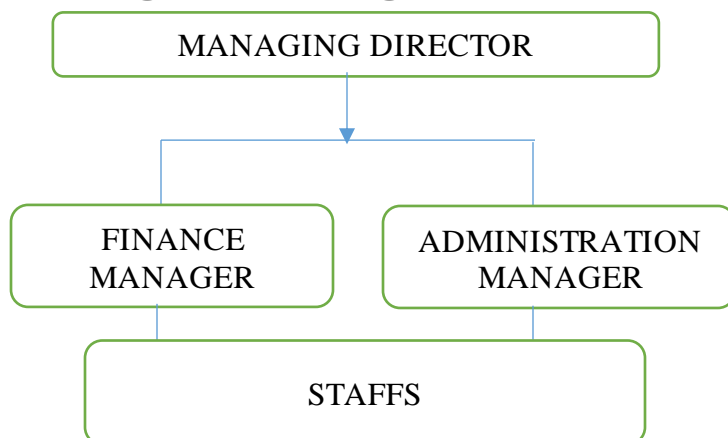 MANAGING DIRECTOR
FINANCE
MANAGER
ADMINISTRATION
MANAGER
STAFFS